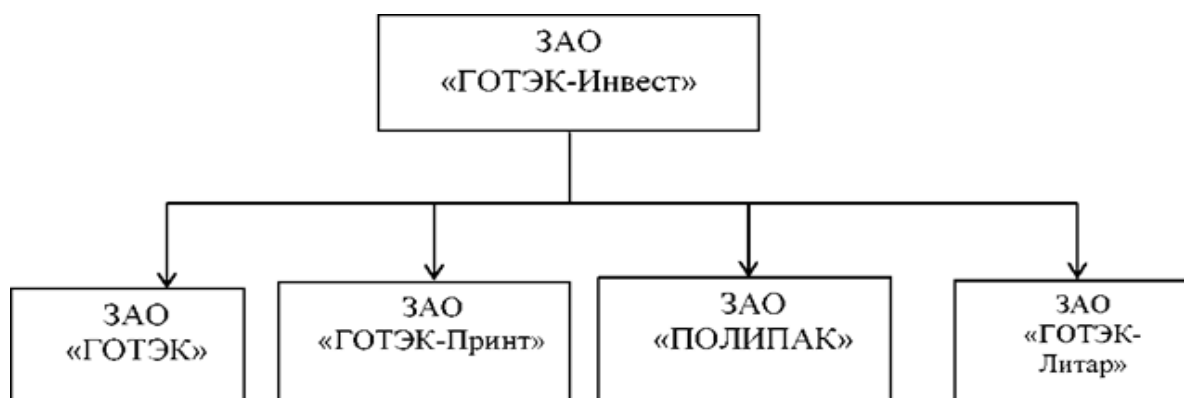 ЗАО
«ГОТЭК-Инвест»
ЗАО
«ГОТЭК»
ЗАО
«ГОТЭК-Принт»
ЗАО
«ПОЛИПАК»
ЗАО
«ГОТЭК-
Литар»